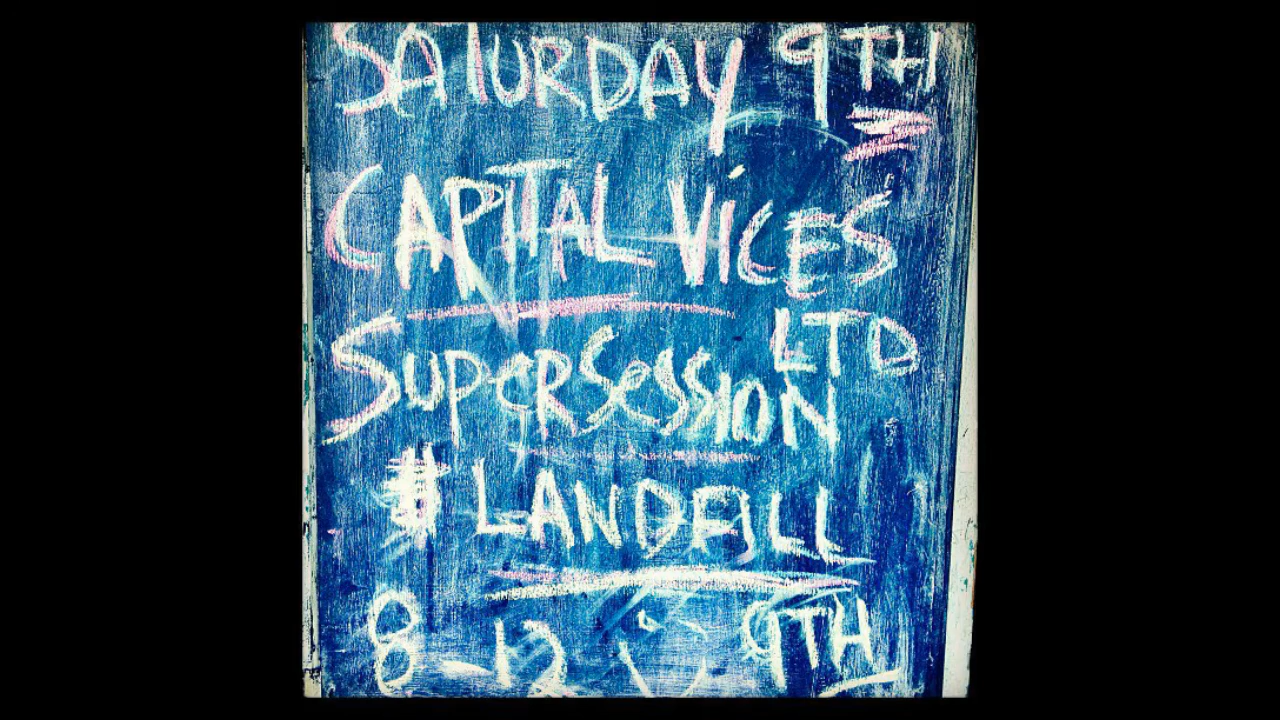 SATURDAY 9TH
CAPITAL ViCES
LTD
SUPERSESSION
# LANDFILL
8-12 9TH